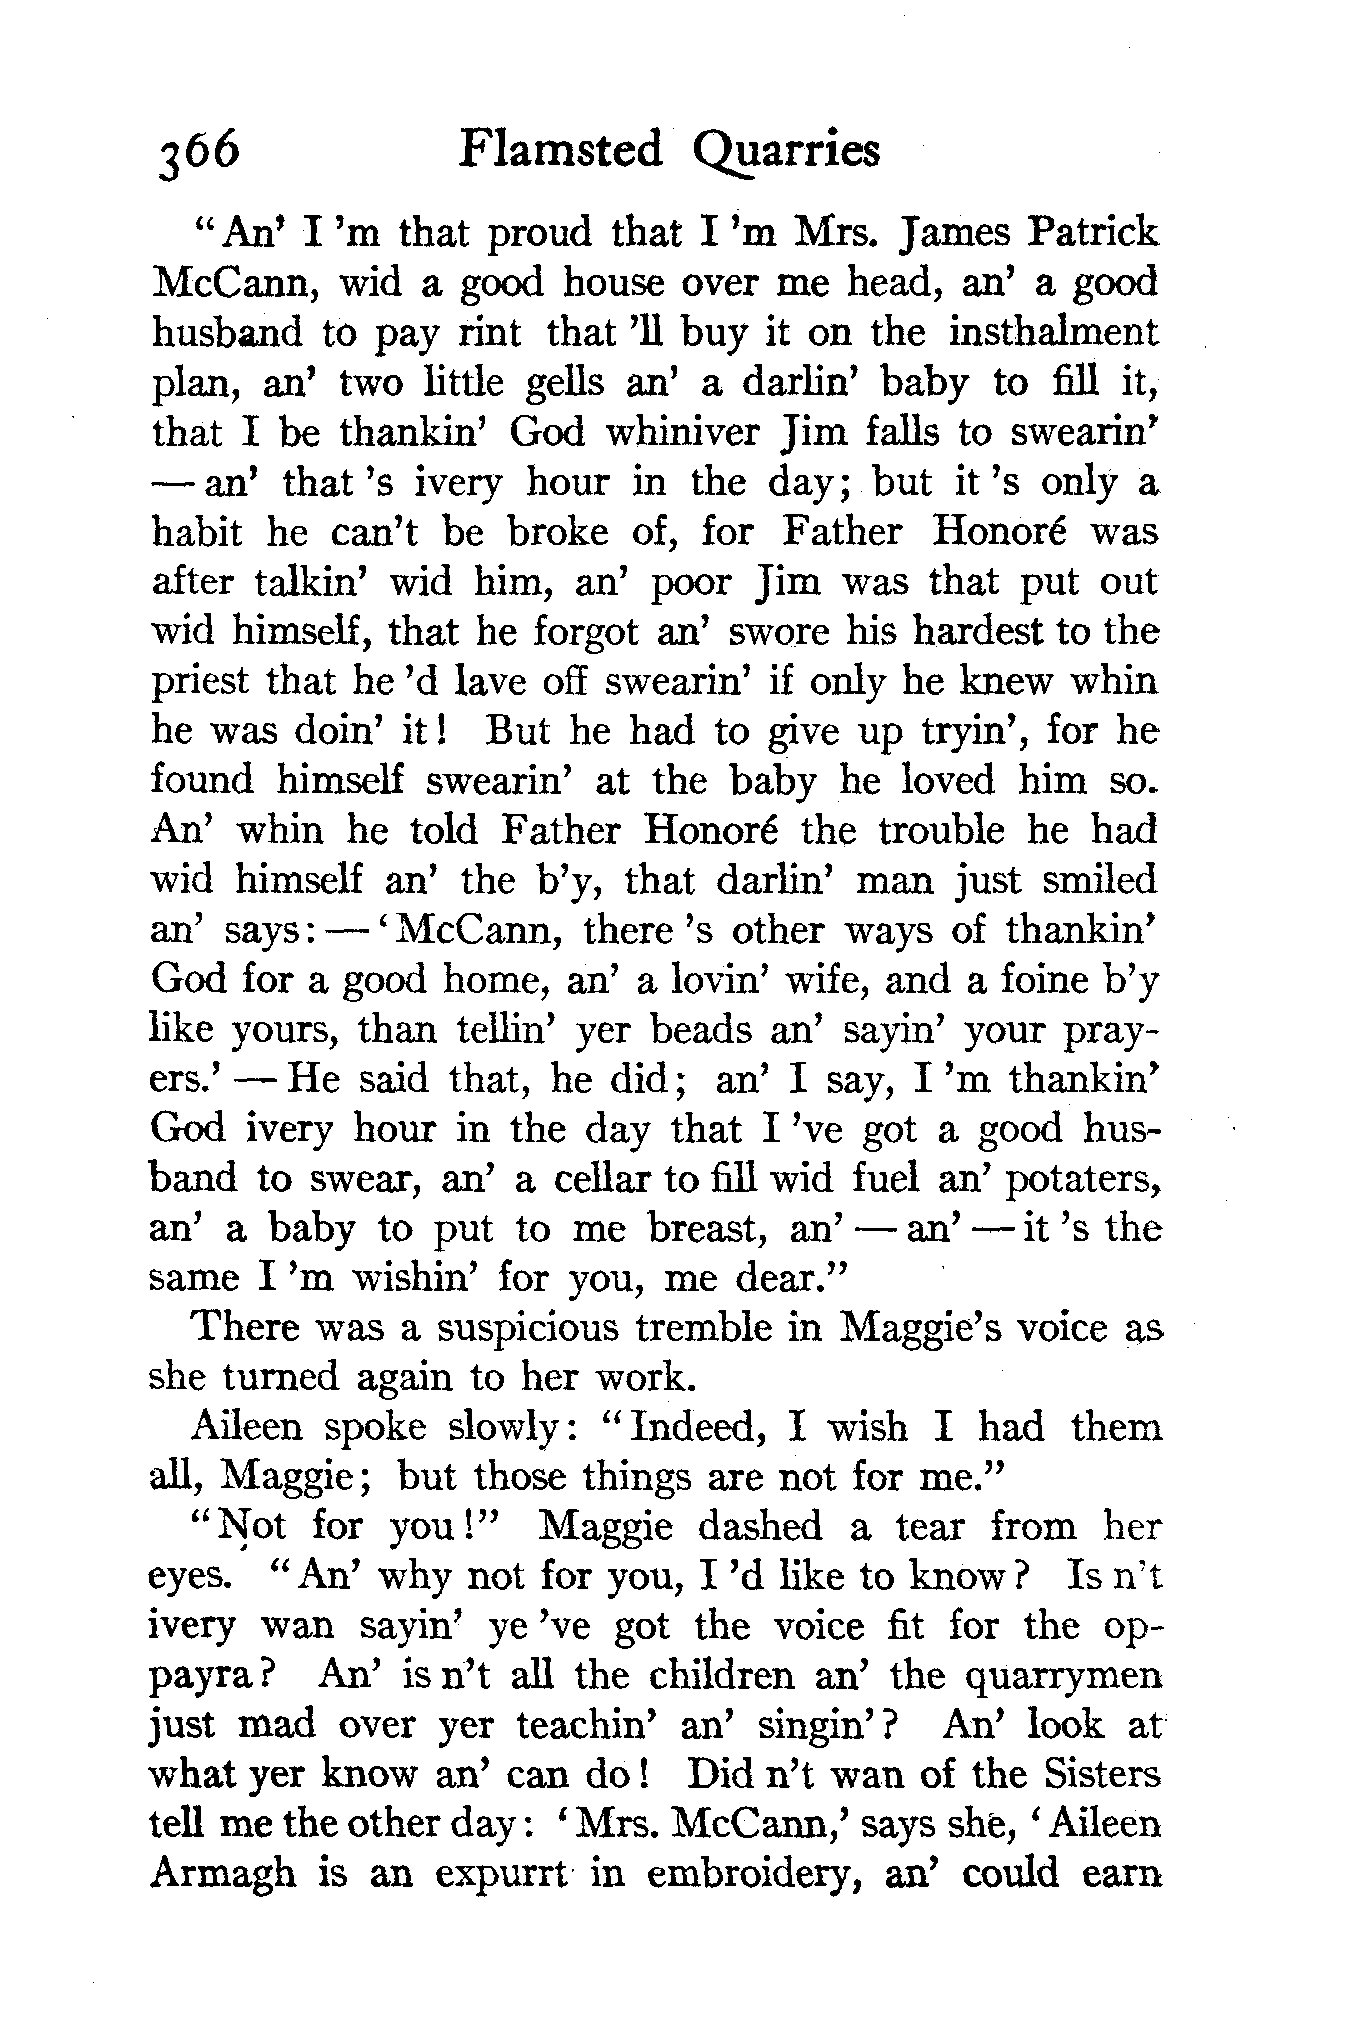 366 Flamsted Quarries
“An’ I ’m that proud that I ’m Mrs. James Patrick
McCann, wid a good house over me head, an’ a good
husband to pay rint that ’ll buy it on the insthalment
plan, an’ two little gells an’ a darlin’ baby to fill it,
that I be thankin’ God whiniver Jim falls to swearin’
— an’ that ’s ivery hour in the day; but it ’s only a
habit he can’t be broke of, for Father Honoré was
after talkin’ wid him, an’ poor Jim was that put out
wid himself, that he forgot an’ swore his hardest to the
priest that he ’d lave off swearin’ if only he knew whin
he was doin’ it! But he had to give up tryin’, for he
found himself swearin’ at the baby he loved him so.
An’ whin he told Father Honoré the trouble he had
wid himself an’ the b’y, that darlin’ man just smiled
an’ says: — ‘McCann, there ’s other ways of thankin’
God for a good home, an’ a lovin’ wife, and a foine b’y
like yours, than tellin’ yer beads an’ sayin’ your pray-
ers.’ — He said that, he did; an’ I say, I ’m thankin’
God ivery hour in the day that I ’ve got a good hus-
band to swear, an’ a cellar to fill wid fuel an’ potaters,
an’ a baby to put to me breast, an’ — an’ — it ’s the
same I ’m wishin’ for you, me dear.”
There was a suspicious tremble in Maggie’s voice as
she turned again to her work.
Aileen spoke slowly: “Indeed, I wish I had them
all, Maggie; but those things are not for me.”
“Not for you!” Maggie dashed a tear from her
eyes. “An’ why not for you, I ’d like to know? Is n’t
ivery wan sayin’ ye ’ve got the voice fit for the op-
payra? An’ is n’t all the children an’ the quarrymen
just mad over yer teachin’ an’ singin’? An’ look at
what yer know an’ can do! Did n’t wan of the Sisters
tell me the other day: ‘Mrs. McCann,’ says she, ‘Aileen
Armagh is an expurrt in embroidery, an’ could earn